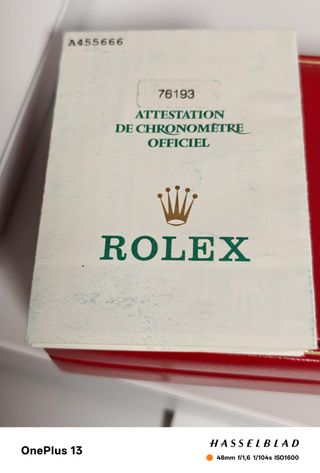 A455666
76193
ATTESTATION
DE CHRONOMÈTRE
OFFICIEL
ROLEX
OnePlus 13
HASSELBLAD
48mm f/1,6 1/104s ISO1600